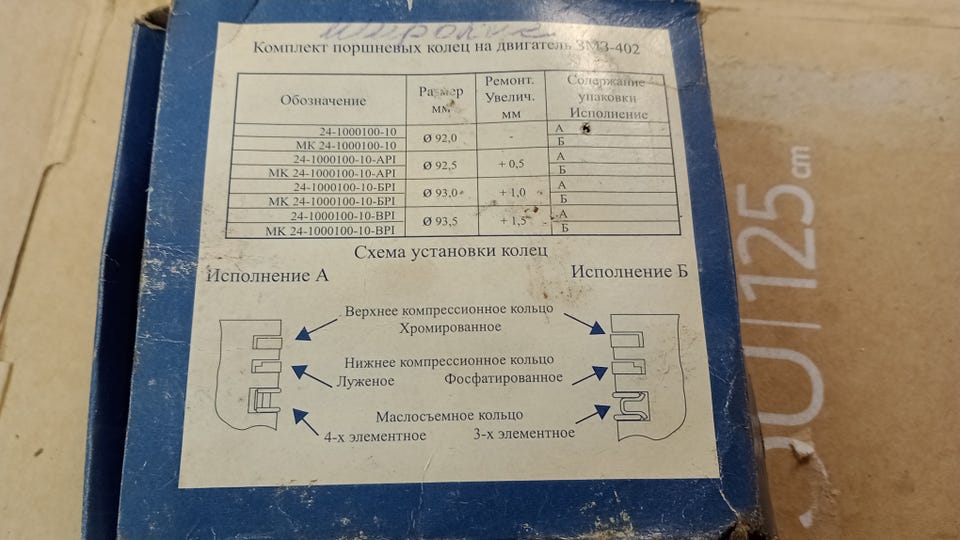 Комплект поршневых колец на двигатель ЗМЗ-402
Обозначение Размер мм Ремонт. Увелич. мм Содержание упаковки Исполнение
24-1000100-10 Ø 92,0 - А
МК 24-1000100-10 Б
24-1000100-10-АРI Ø 92,5 + 0,5 А
МК 24-1000100-10-АРI Б
24-1000100-10-БРI Ø 93,0 + 1,0 А
МК 24-1000100-10-БРI Б
24-1000100-10-ВРI Ø 93,5 + 1,5 А
МК 24-1000100-10-ВРI Б
Схема установки колец
Исполнение А Исполнение Б
Верхнее компрессионное кольцо
Хромированное
Нижнее компрессионное кольцо
Луженое Фосфатированное
Маслосъемное кольцо
4-х элементное 3-х элементное
125 cm